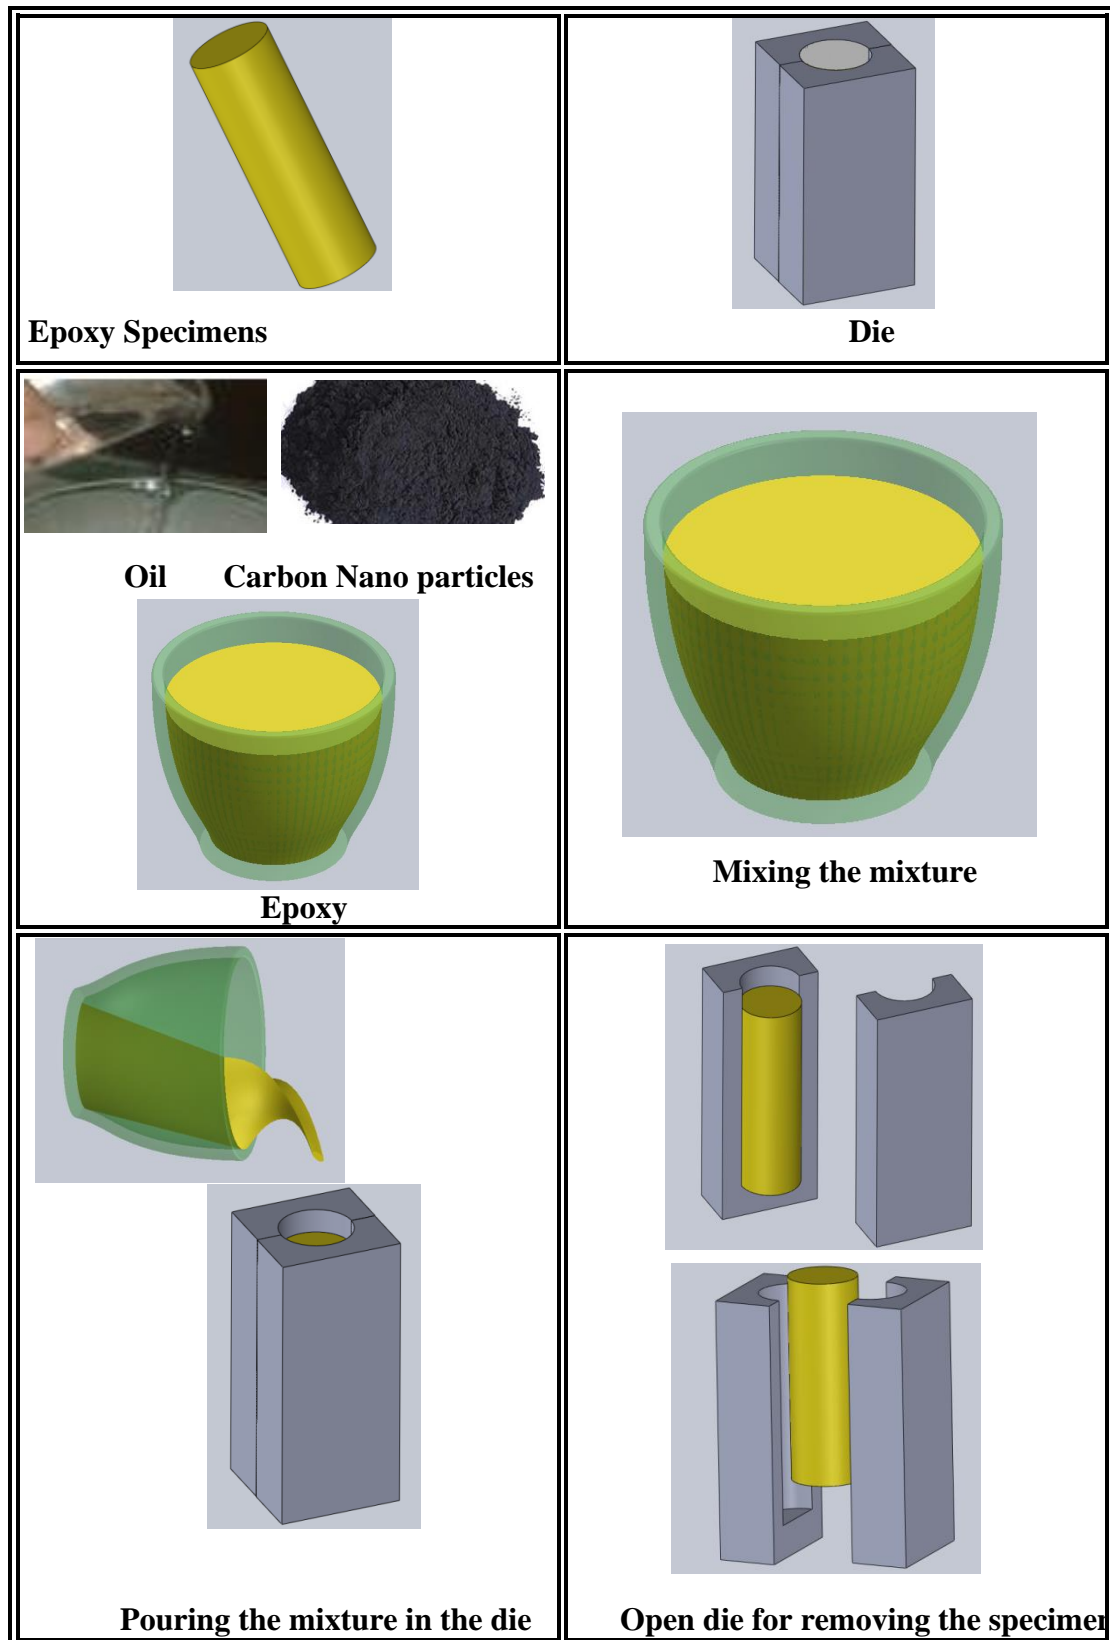 Epoxy Specimens
Die
Oil Carbon Nano particles
Epoxy
Mixing the mixture
Pouring the mixture in the die
Open die for removing the specimen